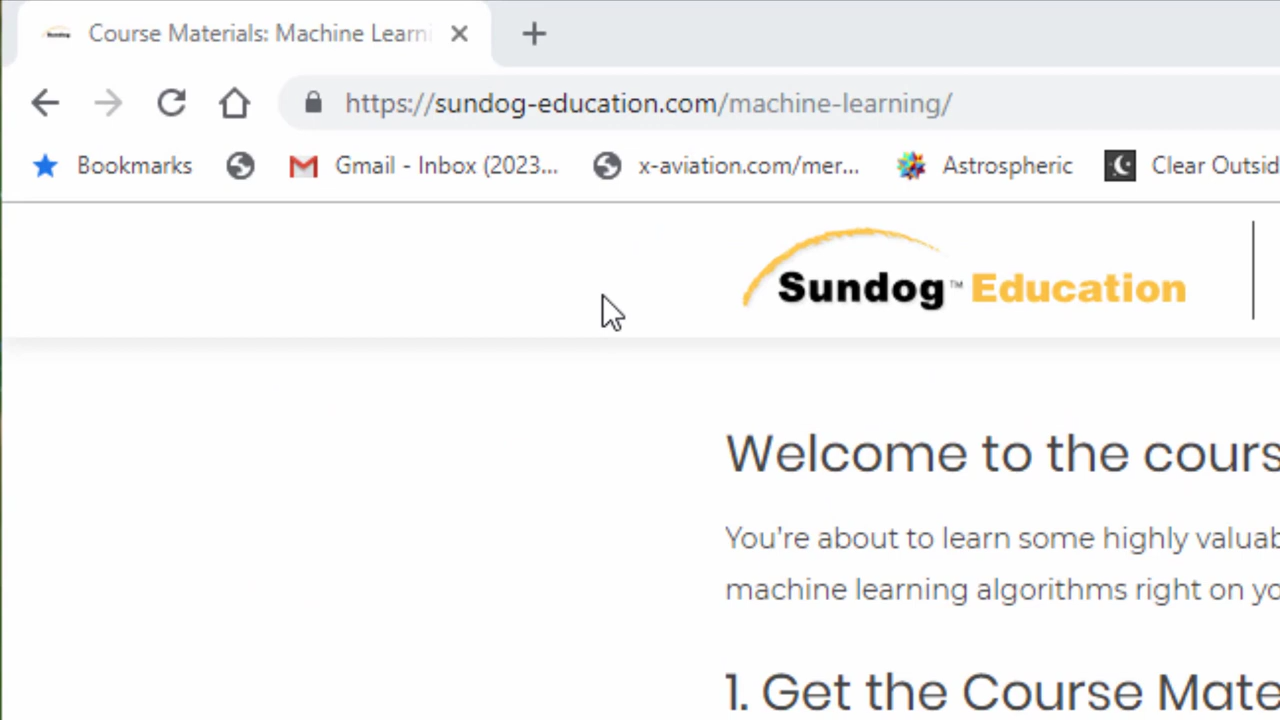 Course Materials: Machine Learni
https://sundog-education.com/machine-learning/
Bookmarks Gmail - Inbox (2023... x-aviation.com/mer... Astrospheric Clear Outsid
Sundog™ Education
Welcome to the cours
You're about to learn some highly valuab
machine learning algorithms right on yo
1. Get the Course Mate